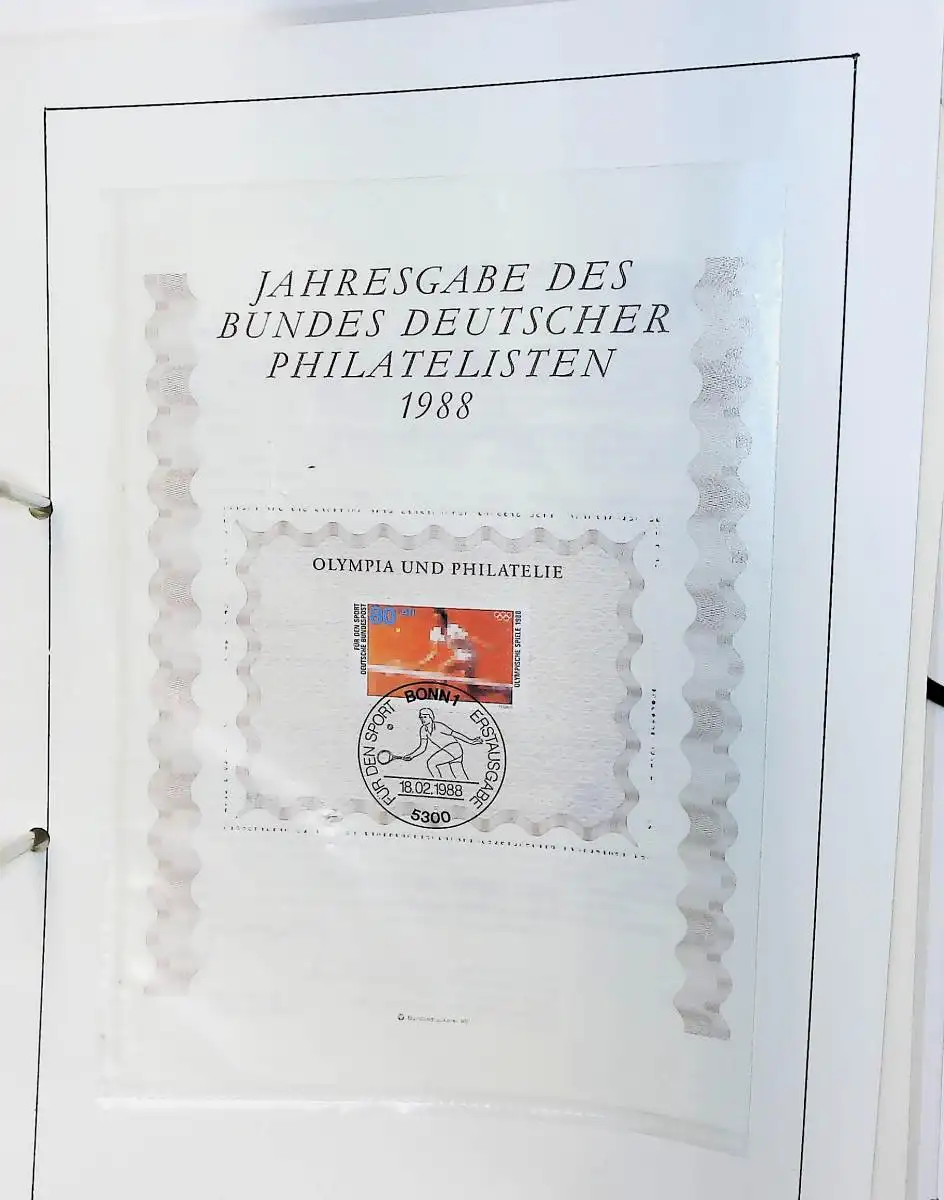 JAHRESGABE DES
BUNDES DEUTSCHER
PHILATELISTEN
1988
OLYMPIA UND PHILATELIE
FÜR DEN SPORT
DEUTSCHE BUNDESPOST
80
OLYMPISCHE SPIELE 1988
BONN 1
FÜR DEN SPORT
ERSTAUSGABE
18.02.1988
5300